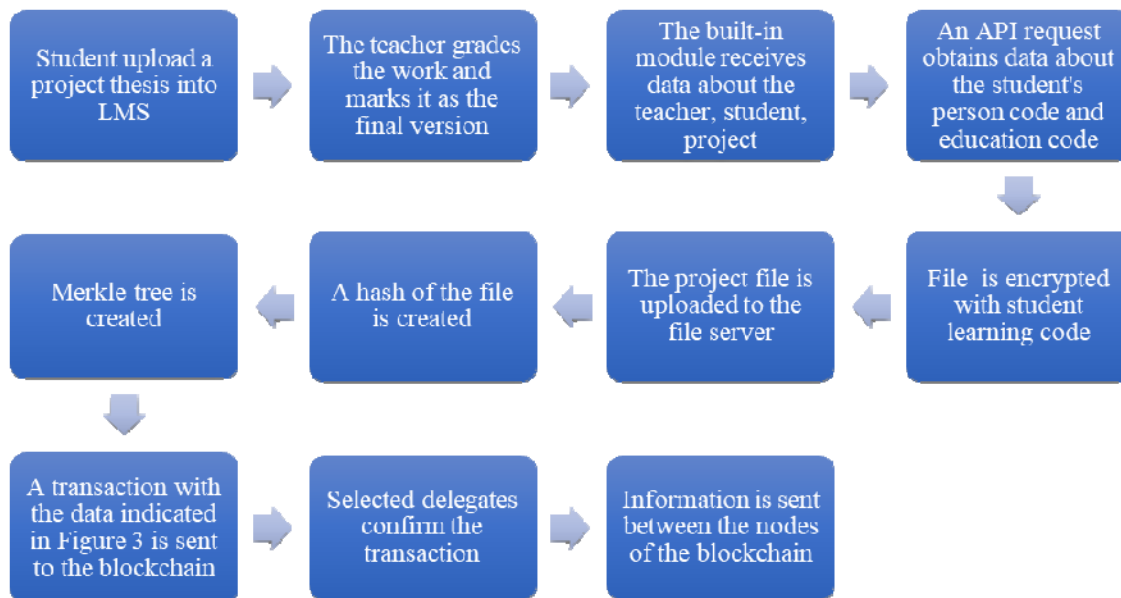 Student upload a
project thesis into
LMS
The teacher grades
the work and
marks it as the
final version
The built-in
module receives
data about the
teacher, student,
project
An API request
obtains data about
the student's
person code and
education code
File is encrypted
with student
learning code
The project file is
uploaded to the
file server
A hash of the file
is created
Merkle tree is
created
A transaction with
the data indicated
in Figure 3 is sent
to the blockchain
Selected delegates
confirm the
transaction
Information is sent
between the nodes
of the blockchain